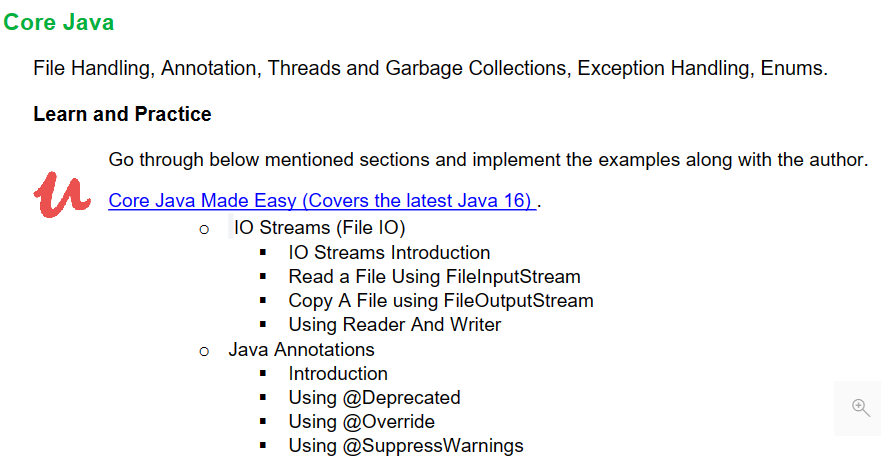 Core Java
File Handling, Annotation, Threads and Garbage Collections, Exception Handling, Enums.
Learn and Practice
Go through below mentioned sections and implement the examples along with the author.
Core Java Made Easy (Covers the latest Java 16) .
IO Streams (File IO)
IO Streams Introduction
Read a File Using FileInputStream
Copy A File using FileOutputStream
Using Reader And Writer
Java Annotations
Introduction
Using @Deprecated
Using @Override
Using @SuppressWarnings